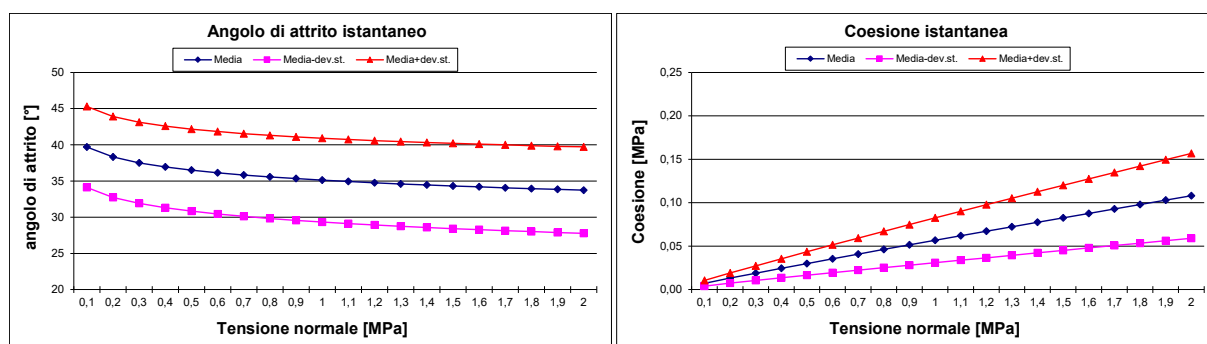 Angolo di attrito istantaneo
Media Media-dev.st. Media+dev.st.
angolo di attrito [°]
50
45
40
35
30
25
20
0,1 0,2 0,3 0,4 0,5 0,6 0,7 0,8 0,9 1 1,1 1,2 1,3 1,4 1,5 1,6 1,7 1,8 1,9 2
Tensione normale [MPa]
Coesione istantanea
Media Media-dev.st. Media+dev.st.
Coesione [MPa]
0,25
0,20
0,15
0,10
0,05
0,00
0,1 0,2 0,3 0,4 0,5 0,6 0,7 0,8 0,9 1 1,1 1,2 1,3 1,4 1,5 1,6 1,7 1,8 1,9 2
Tensione normale [MPa]